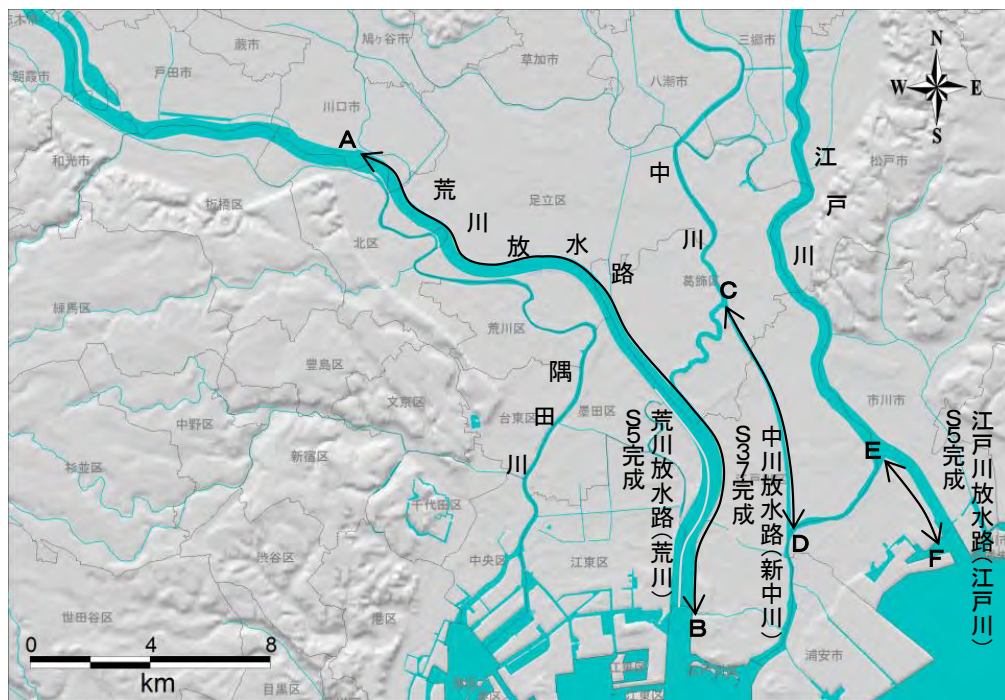 鳩ヶ谷市
三郷市
蕨市
草加市
戸田市
八潮市
朝霞市
川口市
N
W E
S
A
和光市
松戸市
板橋区
足立区
北区
荒川放水路
中川
江戸川
葛飾区
C
練馬区
荒川区
豊島区
文京区
台東区
墨田区
隅田川
市川市
中野区
新宿区
杉並区
千代田区
E
荒川放水路(荒川)
S5完成
中川放水路(新中川)
S37完成
江戸川放水路(江戸川)
S5完成
D
F
渋谷区
中央区
江東区
B
世田谷区
港区
浦安市
目黒区
江東区
0 4 8
km